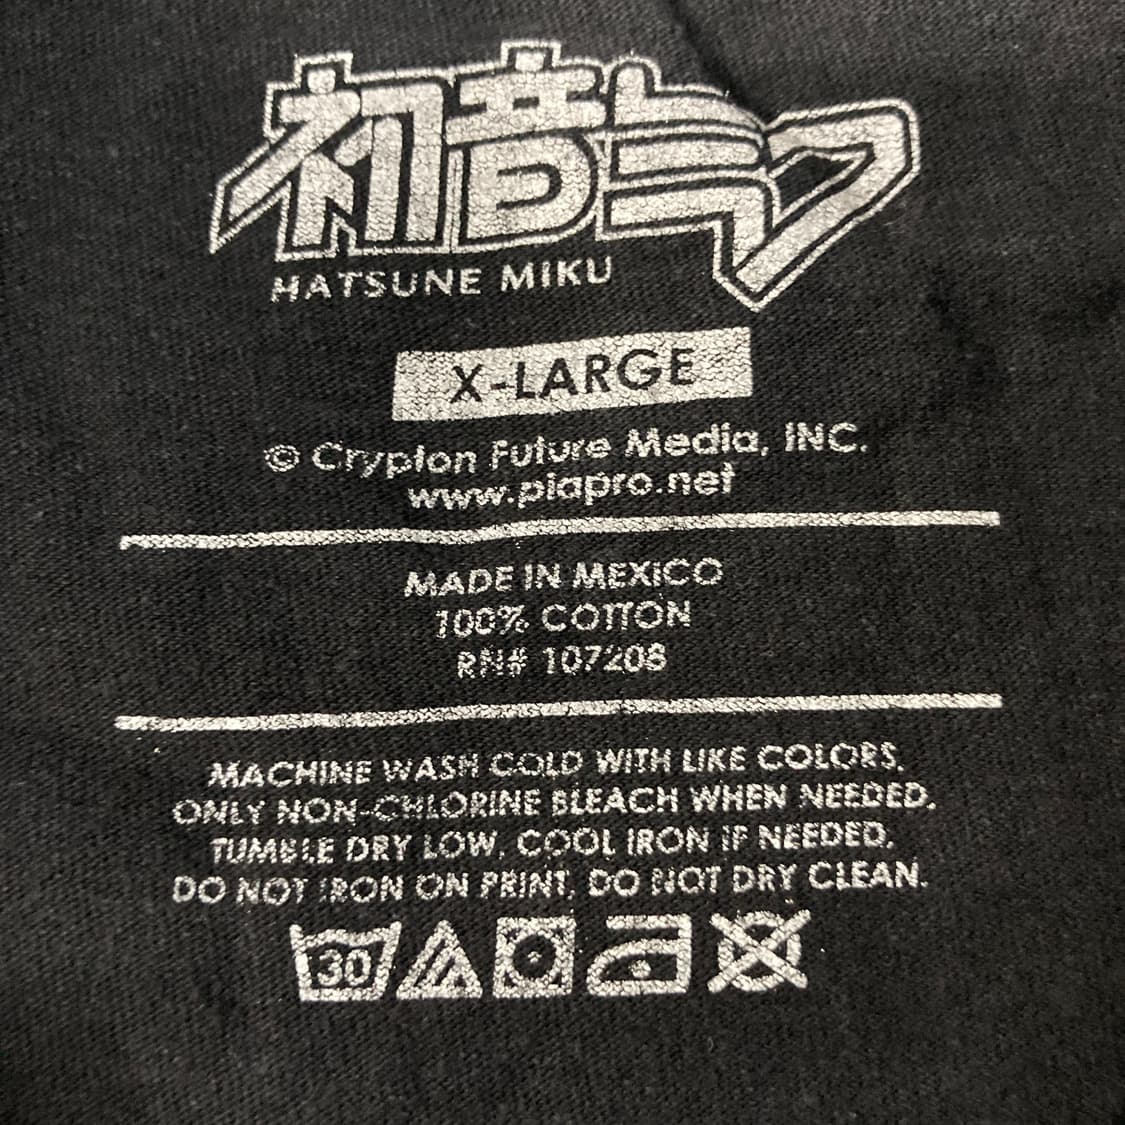 初音ミク
HATSUNE MIKU
X-LARGE
© Crypton Future Media, INC.
www.piapro.net
MADE IN MEXICO
100% COTTON
RN# 107208
MACHINE WASH COLD WITH LIKE COLORS,
ONLY NON-CHLORINE BLEACH WHEN NEEDED.
TUMBLE DRY LOW, COOL IRON IF NEEDED.
DO NOT IRON ON PRINT, DO NOT DRY CLEAN.
30